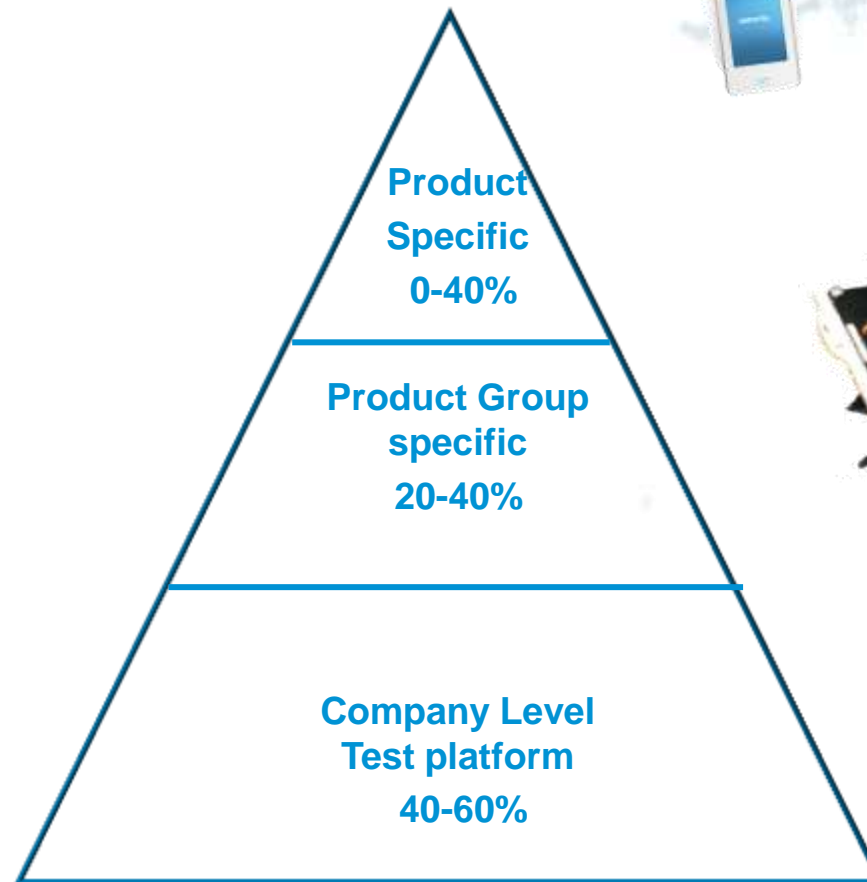 Product
Specific
0-40%
Product Group
specific
20-40%
Company Level
Test platform
40-60%